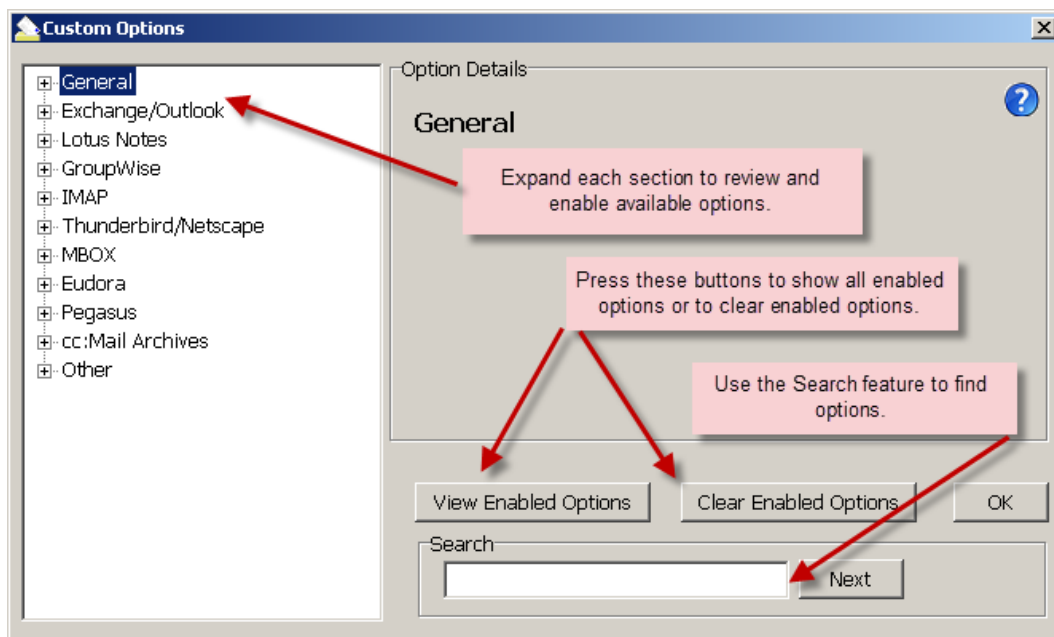 Custom Options
General
Exchange/Outlook
Lotus Notes
GroupWise
IMAP
Thunderbird/Netscape
MBOX
Eudora
Pegasus
cc:Mail Archives
Other
Option Details
General
?
Expand each section to review and
enable available options.
Press these buttons to show all enabled
options or to clear enabled options.
Use the Search feature to find
options.
View Enabled Options
Clear Enabled Options
OK
Search
Next